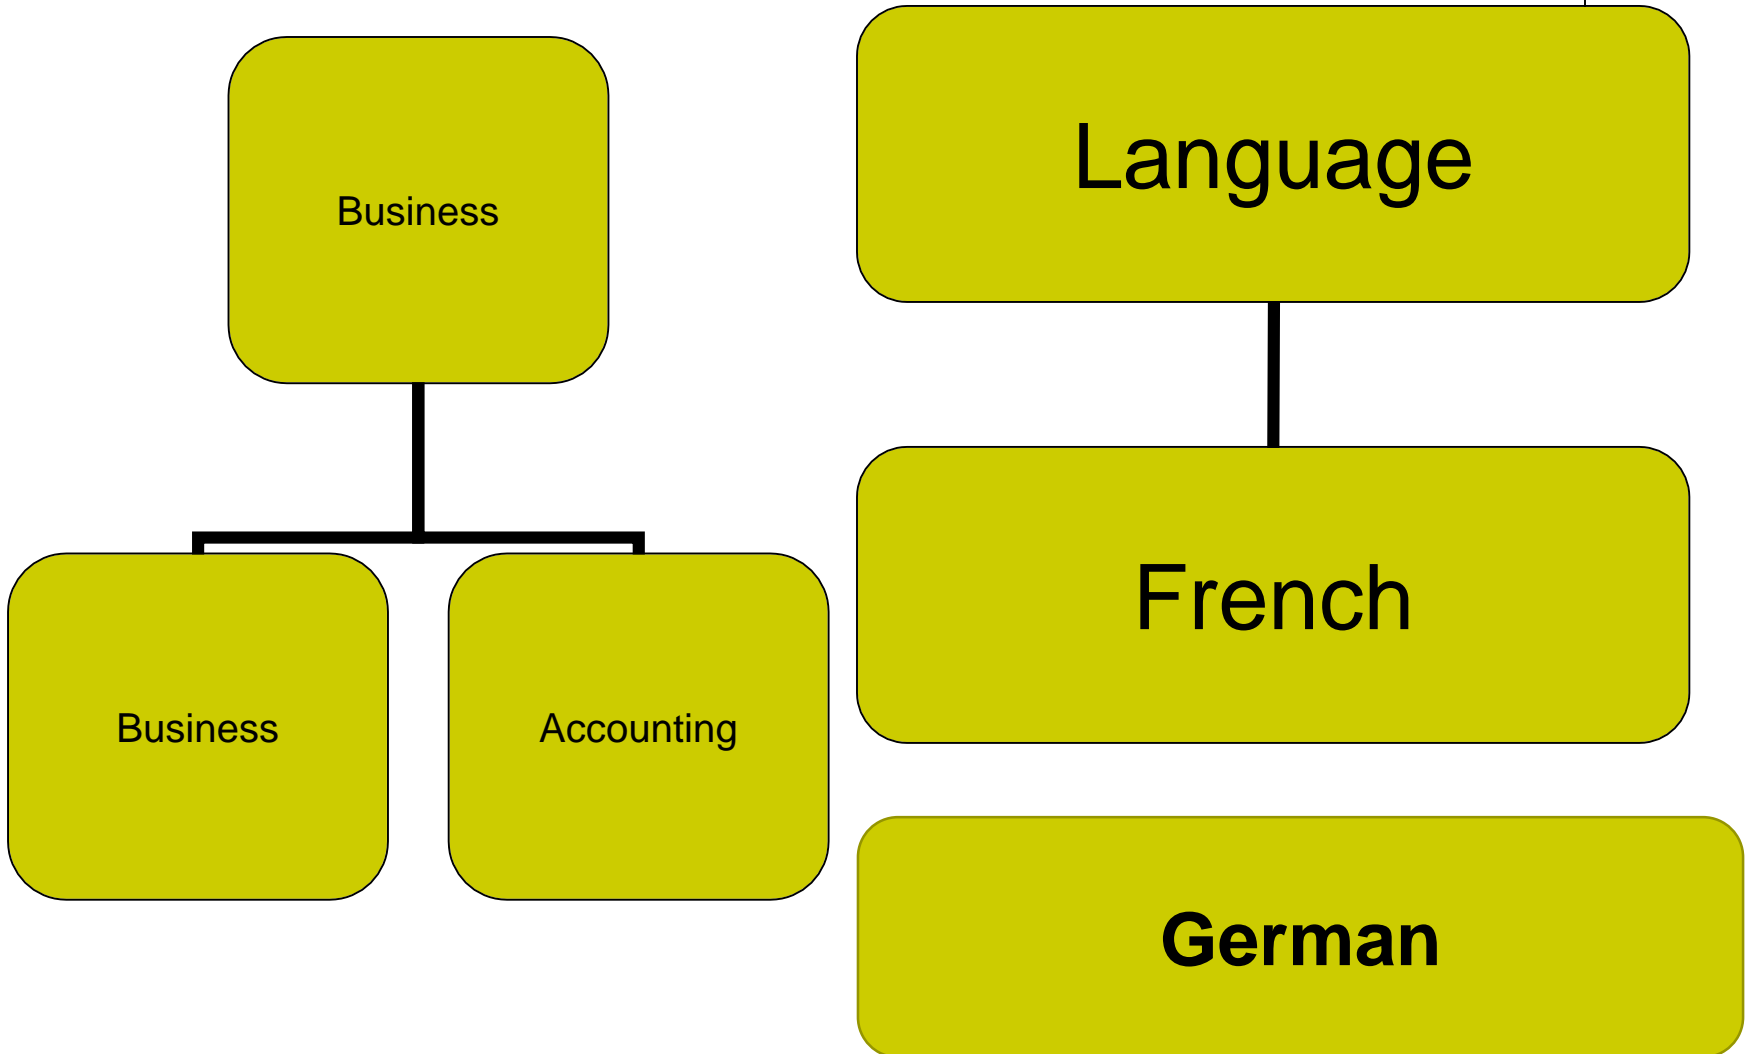 Business
Business
Accounting
Language
French
German